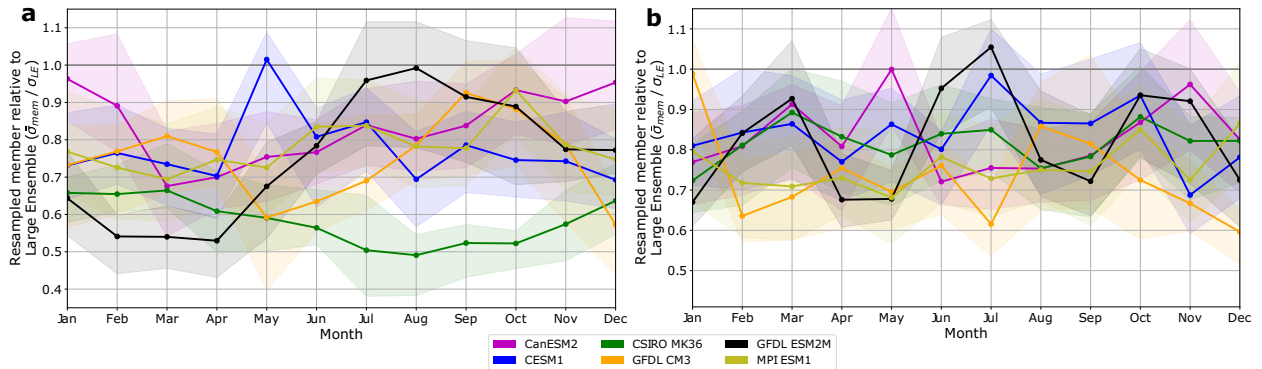 a
Resampled member relative to
Large Ensemble (σ̄mem / σLE)
1.1
1.0
0.9
0.8
0.7
0.6
0.5
0.4
Jan Feb Mar Apr May Jun Jul Aug Sep Oct Nov Dec
Month
b
Resampled member relative to
Large Ensemble (σ̄mem / σLE)
1.1
1.0
0.9
0.8
0.7
0.6
0.5
Jan Feb Mar Apr May Jun Jul Aug Sep Oct Nov Dec
Month
CanESM2 CSIRO MK36 GFDL ESM2M
CESM1 GFDL CM3 MPI ESM1